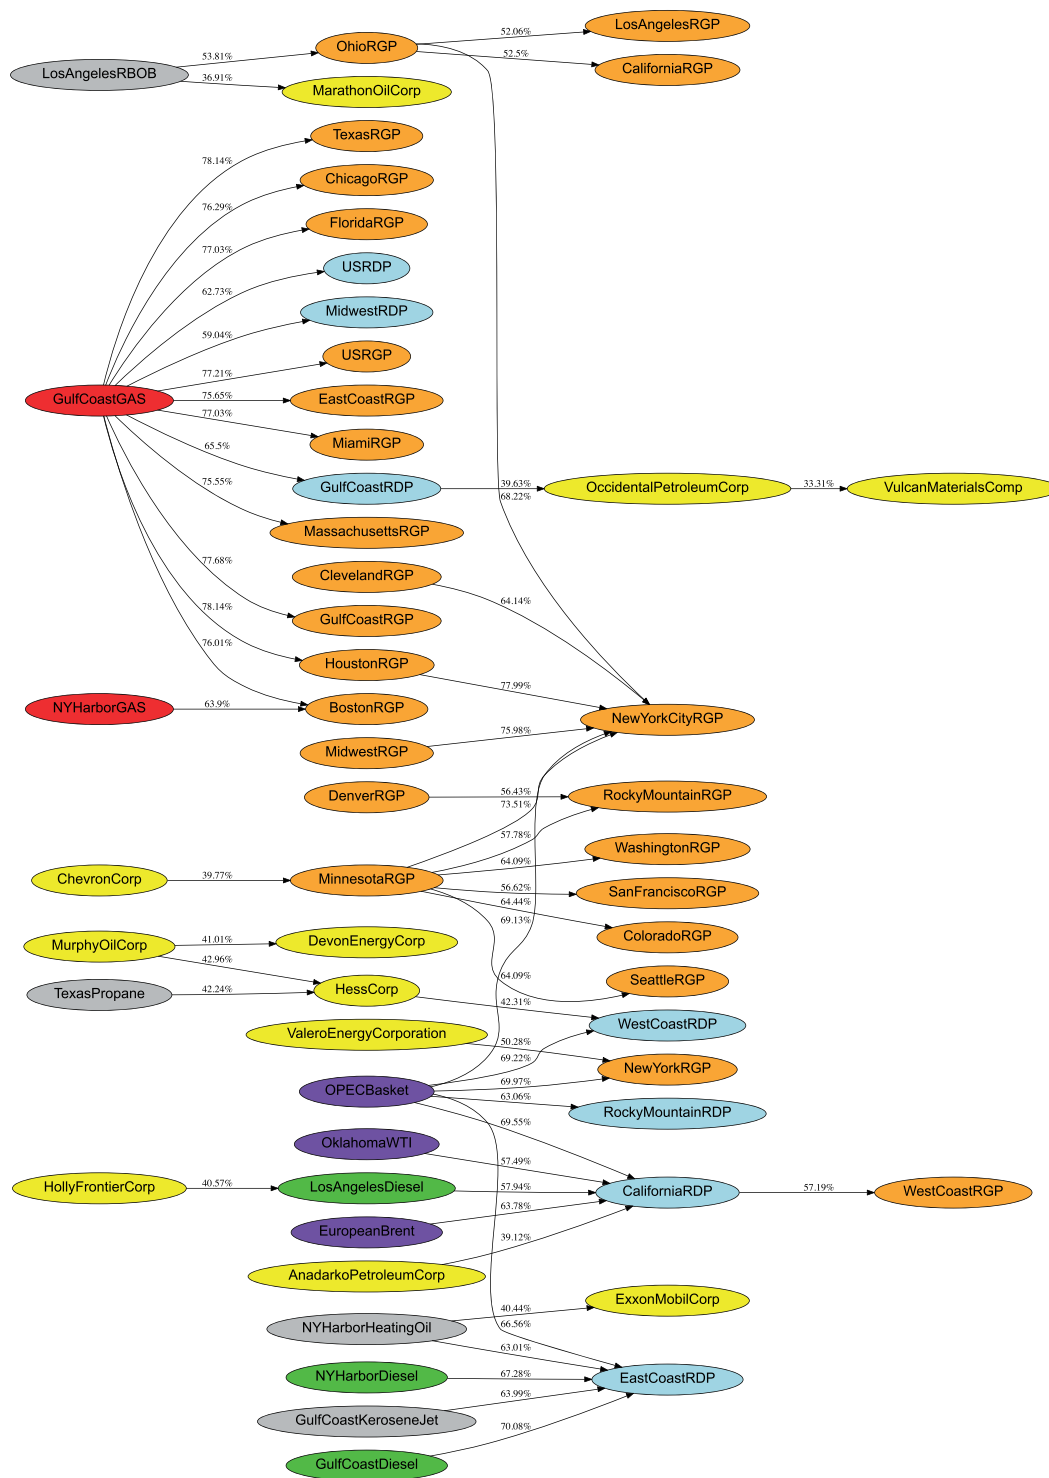 52.06%
LosAngelesRGP
53.81%
OhioRGP
52.5%
CaliforniaRGP
LosAngelesRBOB
36.91%
MarathonOilCorp
78.14%
TexasRGP
76.29%
ChicagoRGP
77.03%
FloridaRGP
62.73%
USRDP
59.04%
MidwestRDP
77.21%
USRGP
GulfCoastGAS
75.65%
EastCoastRGP
77.03%
MiamiRGP
65.5%
GulfCoastRDP
39.63%
OccidentalPetroleumCorp
33.31%
VulcanMaterialsComp
75.55%
68.22%
MassachusettsRGP
77.68%
ClevelandRGP
64.14%
GulfCoastRGP
78.14%
HoustonRGP
76.01%
77.99%
NYHarborGAS
63.9%
BostonRGP
NewYorkCityRGP
MidwestRGP
75.98%
DenverRGP
56.43%
RockyMountainRGP
73.51%
57.78%
WashingtonRGP
64.09%
ChevronCorp
39.77%
MinnesotaRGP
56.62%
SanFranciscoRGP
64.44%
69.13%
ColoradoRGP
MurphyOilCorp
41.01%
DevonEnergyCorp
42.96%
64.09%
SeattleRGP
TexasPropane
42.24%
HessCorp
42.31%
WestCoastRDP
ValeroEnergyCorporation
50.28%
69.22%
NewYorkRGP
OPECBasket
69.97%
63.06%
RockyMountainRDP
69.55%
OklahomaWTI
57.49%
HollyFrontierCorp
40.57%
LosAngelesDiesel
57.94%
CaliforniaRDP
57.19%
WestCoastRGP
63.78%
EuropeanBrent
39.12%
AnadarkoPetroleumCorp
40.44%
ExxonMobilCorp
NYHarborHeatingOil
66.56%
63.01%
NYHarborDiesel
67.28%
EastCoastRDP
63.99%
GulfCoastKeroseneJet
70.08%
GulfCoastDiesel